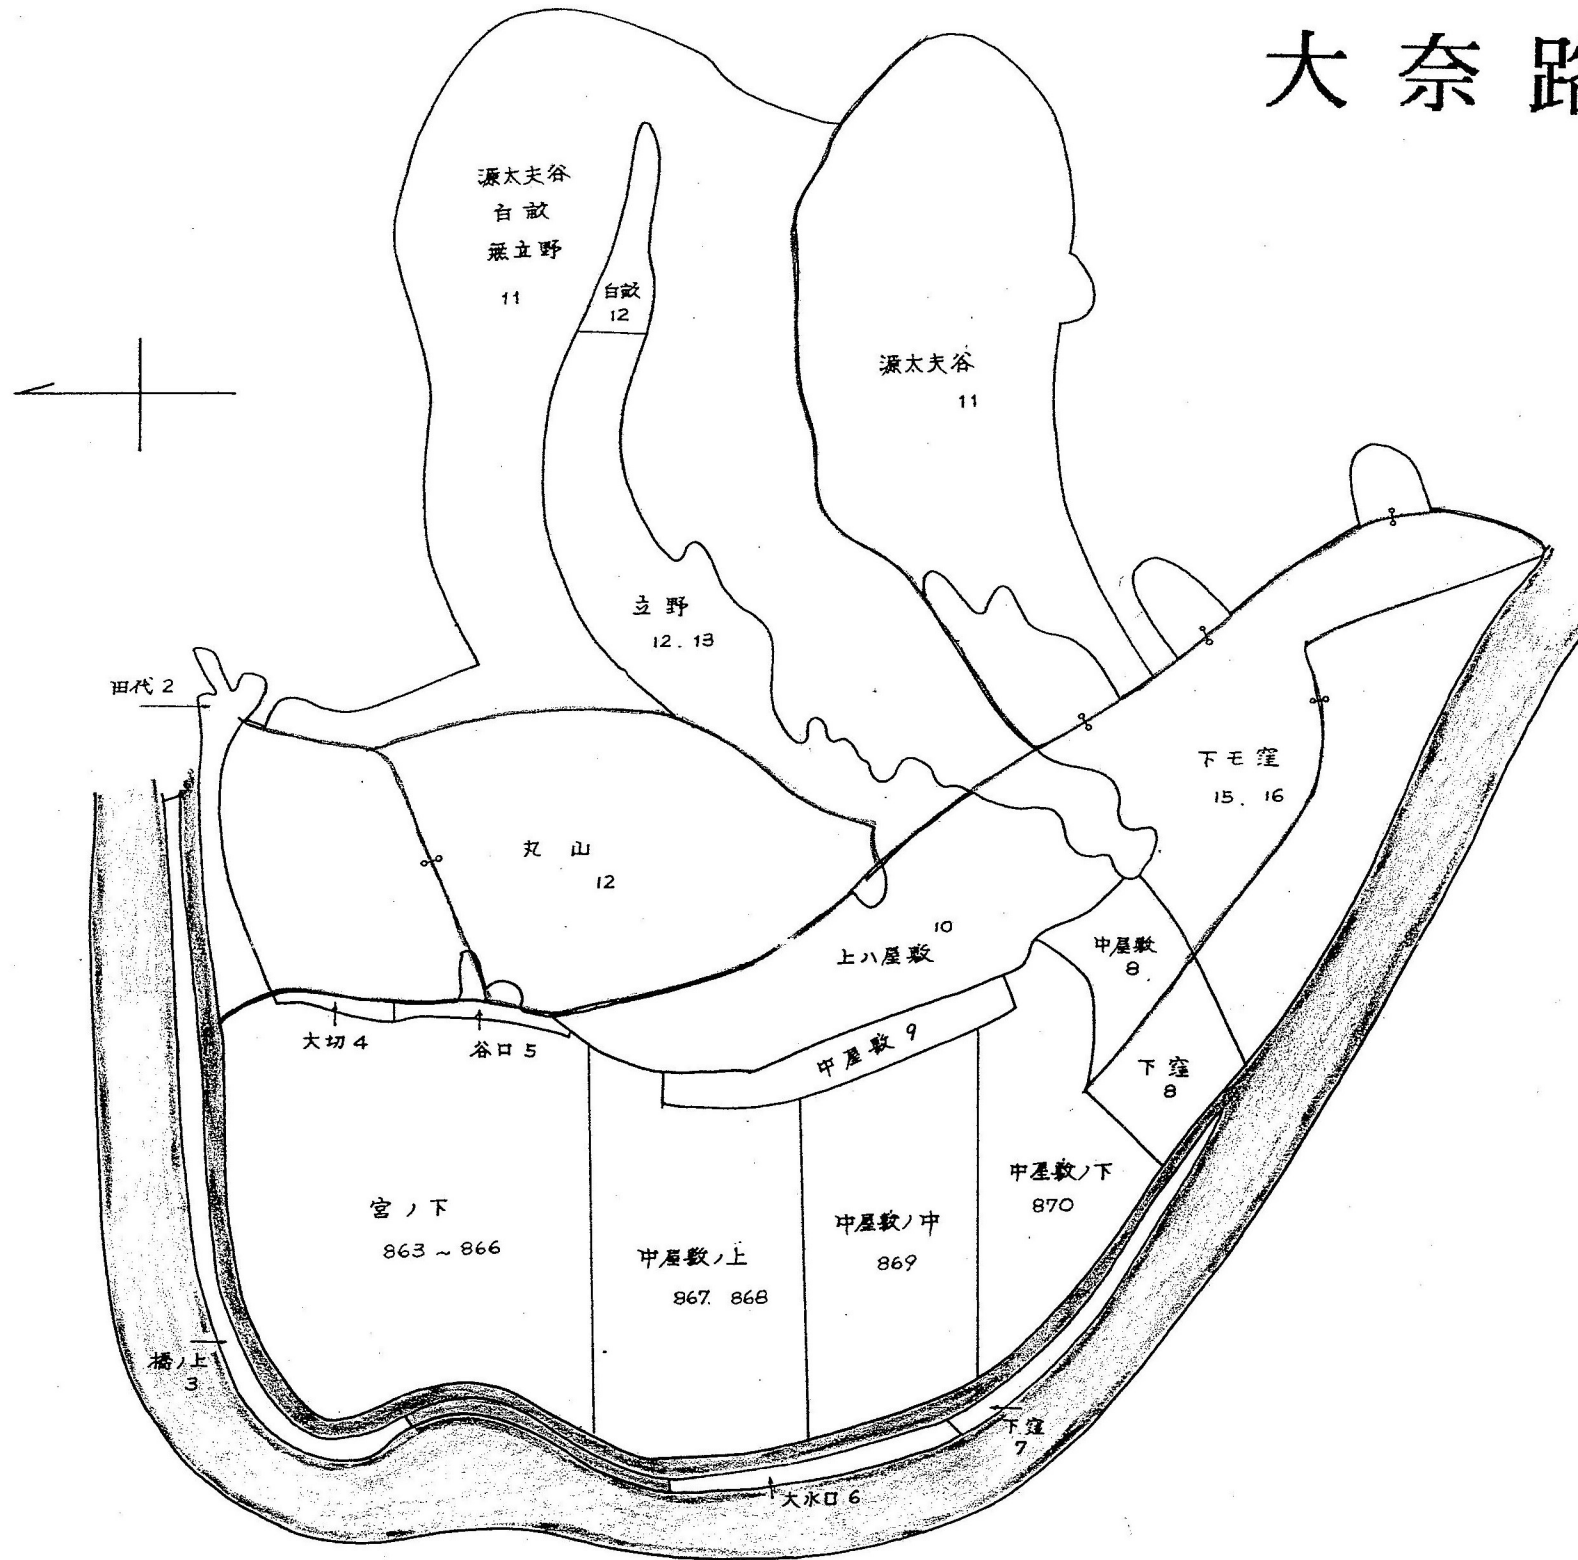 大奈路
源太夫谷
白畝
無立野
11
白畝
12
源太夫谷
11
立野
12.13
田代2
下モ窪
15、16
丸山
12
10
上ハ屋敷
中屋敷
8
大切4
谷口5
中屋敷9
下窪
8
宮ノ下
863~866
中屋敷ノ上
867.868
中屋敷ノ中
869
中屋敷ノ下
870
橋ノ上
3
下窪
7
大水口6